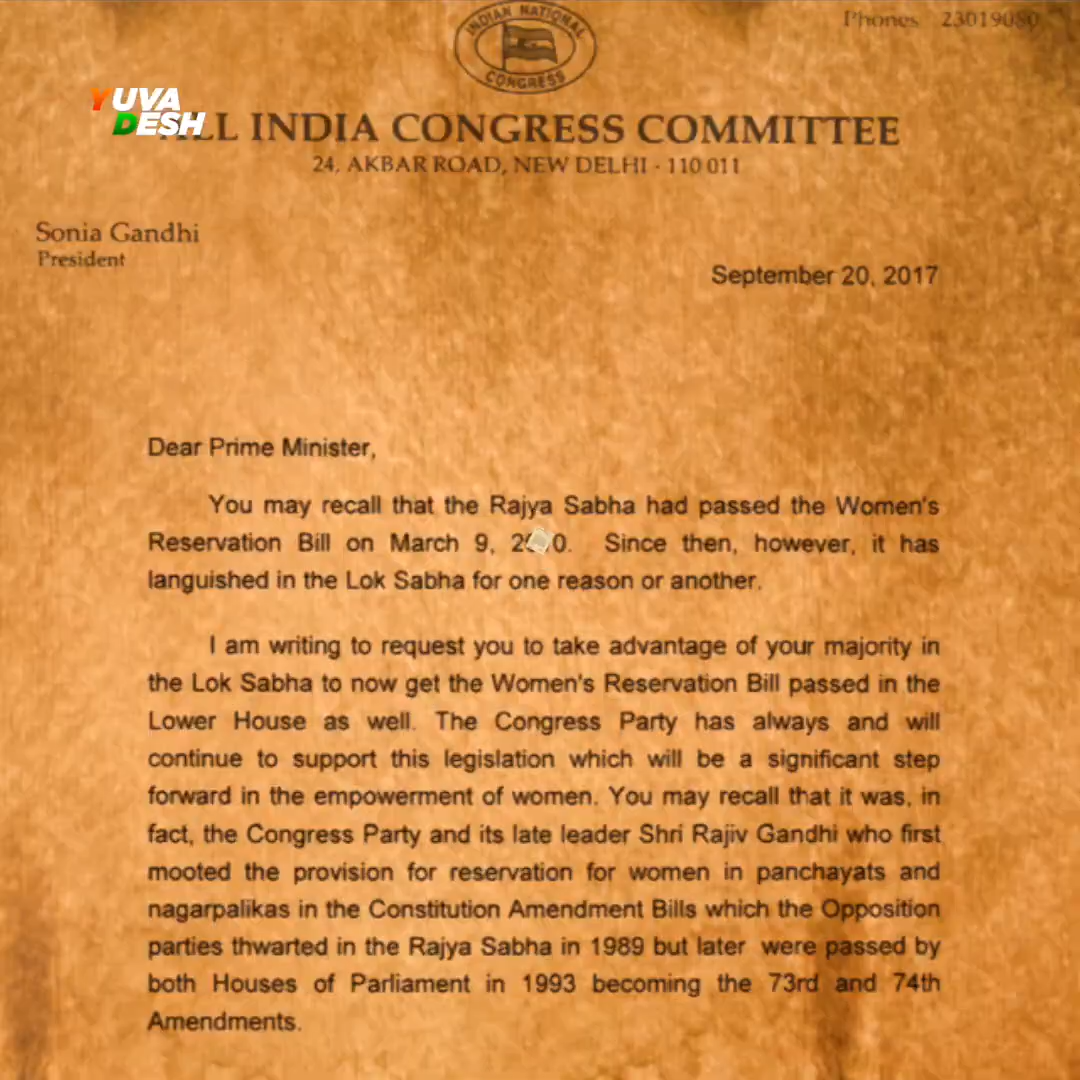 INDIAN NATIONAL
CONGRESS
Phones 23019080
YUVA
DESH
ALL INDIA CONGRESS COMMITTEE
24, AKBAR ROAD, NEW DELHI - 110 011
Sonia Gandhi
President
September 20, 2017
Dear Prime Minister,
You may recall that the Rajya Sabha had passed the Women's
Reservation Bill on March 9, 2010. Since then, however, it has
languished in the Lok Sabha for one reason or another.
I am writing to request you to take advantage of your majority in
the Lok Sabha to now get the Women's Reservation Bill passed in the
Lower House as well. The Congress Party has always and will
continue to support this legislation which will be a significant step
forward in the empowerment of women. You may recall that it was, in
fact, the Congress Party and its late leader Shri Rajiv Gandhi who first
mooted the provision for reservation for women in panchayats and
nagarpalikas in the Constitution Amendment Bills which the Opposition
parties thwarted in the Rajya Sabha in 1989 but later were passed by
both Houses of Parliament in 1993 becoming the 73rd and 74th
Amendments.